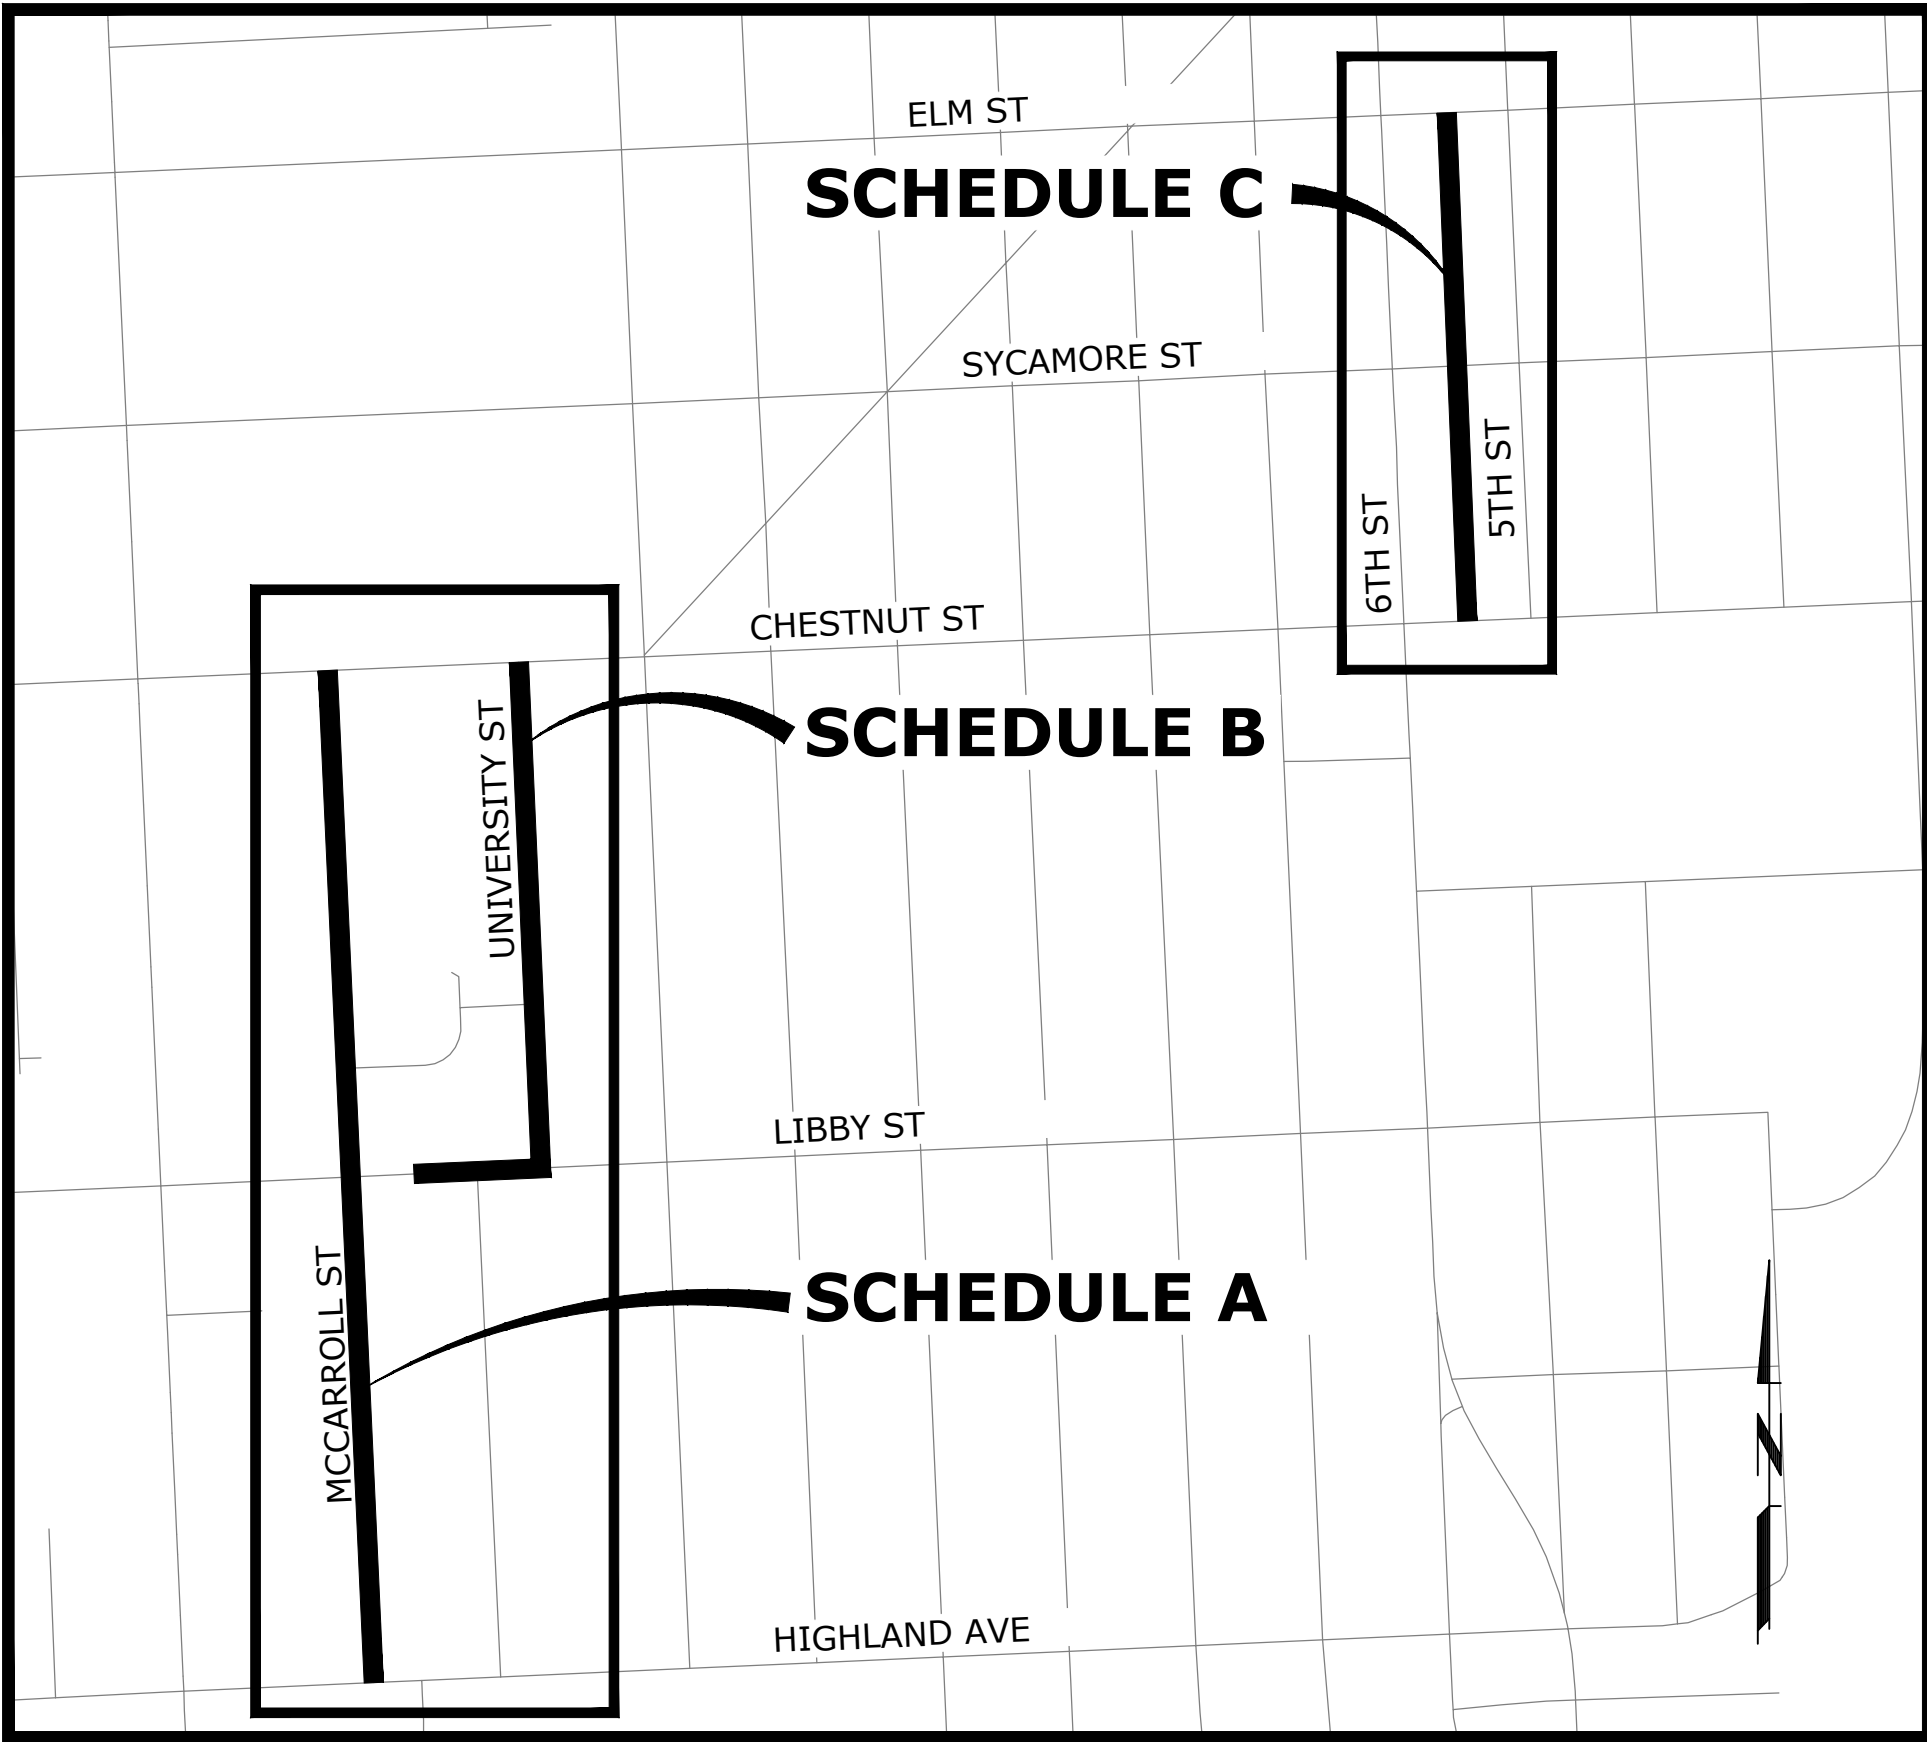 ELM ST
SCHEDULE C
SYCAMORE ST
5TH ST
6TH ST
CHESTNUT ST
UNIVERSITY ST
SCHEDULE B
LIBBY ST
MCCARROLL ST
SCHEDULE A
N
HIGHLAND AVE